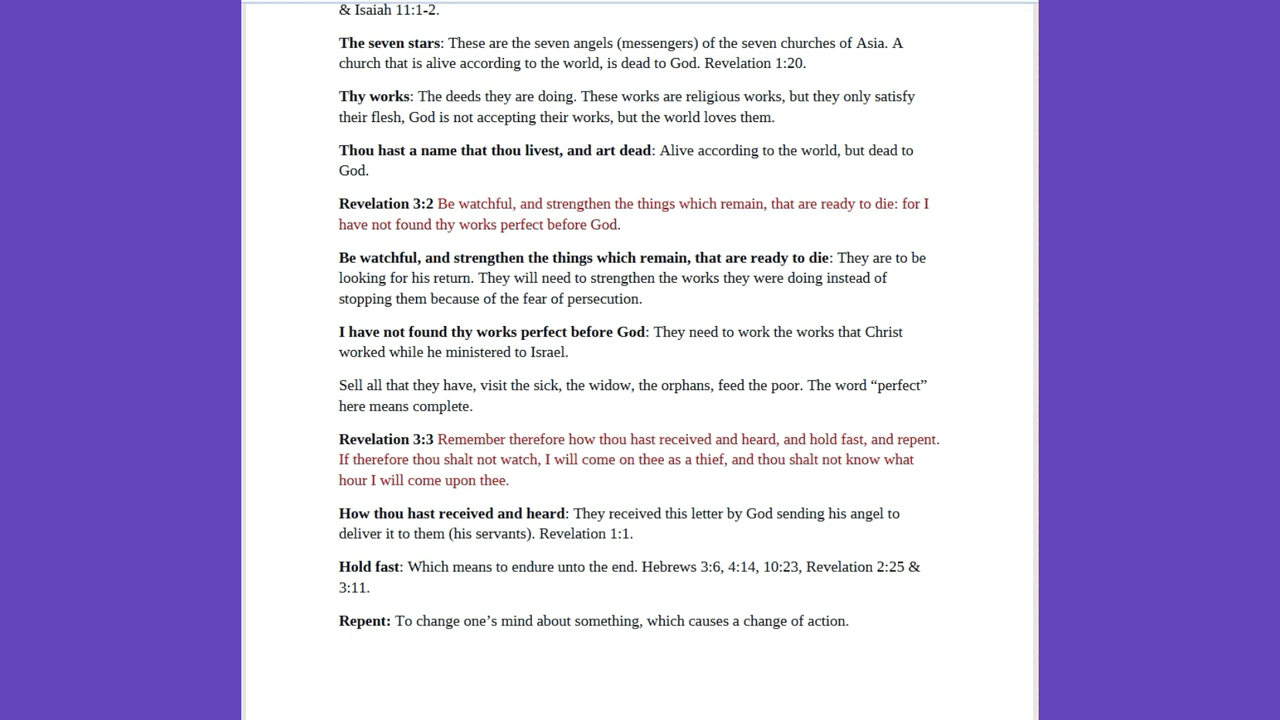 & Isaiah 11:1-2.
The seven stars: These are the seven angels (messengers) of the seven churches of Asia. A
church that is alive according to the world, is dead to God. Revelation 1:20.
Thy works: The deeds they are doing. These works are religious works, but they only satisfy
their flesh, God is not accepting their works, but the world loves them.
Thou hast a name that thou livest, and art dead: Alive according to the world, but dead to
God.
Revelation 3:2 Be watchful, and strengthen the things which remain, that are ready to die: for I
have not found thy works perfect before God.
Be watchful, and strengthen the things which remain, that are ready to die: They are to be
looking for his return. They will need to strengthen the works they were doing instead of
stopping them because of the fear of persecution.
I have not found thy works perfect before God: They need to work the works that Christ
worked while he ministered to Israel.
Sell all that they have, visit the sick, the widow, the orphans, feed the poor. The word “perfect”
here means complete.
Revelation 3:3 Remember therefore how thou hast received and heard, and hold fast, and repent.
If therefore thou shalt not watch, I will come on thee as a thief, and thou shalt not know what
hour I will come upon thee.
How thou hast received and heard: They received this letter by God sending his angel to
deliver it to them (his servants). Revelation 1:1.
Hold fast: Which means to endure unto the end. Hebrews 3:6, 4:14, 10:23, Revelation 2:25 &
3:11.
Repent: To change one’s mind about something, which causes a change of action.